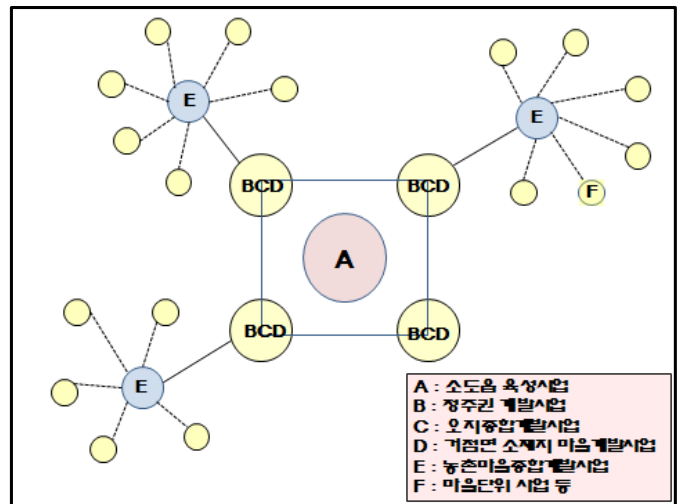 E
E
F
BCD
BCD
A
BCD
BCD
E
A : 소도읍 육성사업
B : 정주권 개발사업
C : 오지종합개발사업
D : 거점면 소재지 마을개발사업
E : 농촌마을종합개발사업
F : 마을단위 사업 등